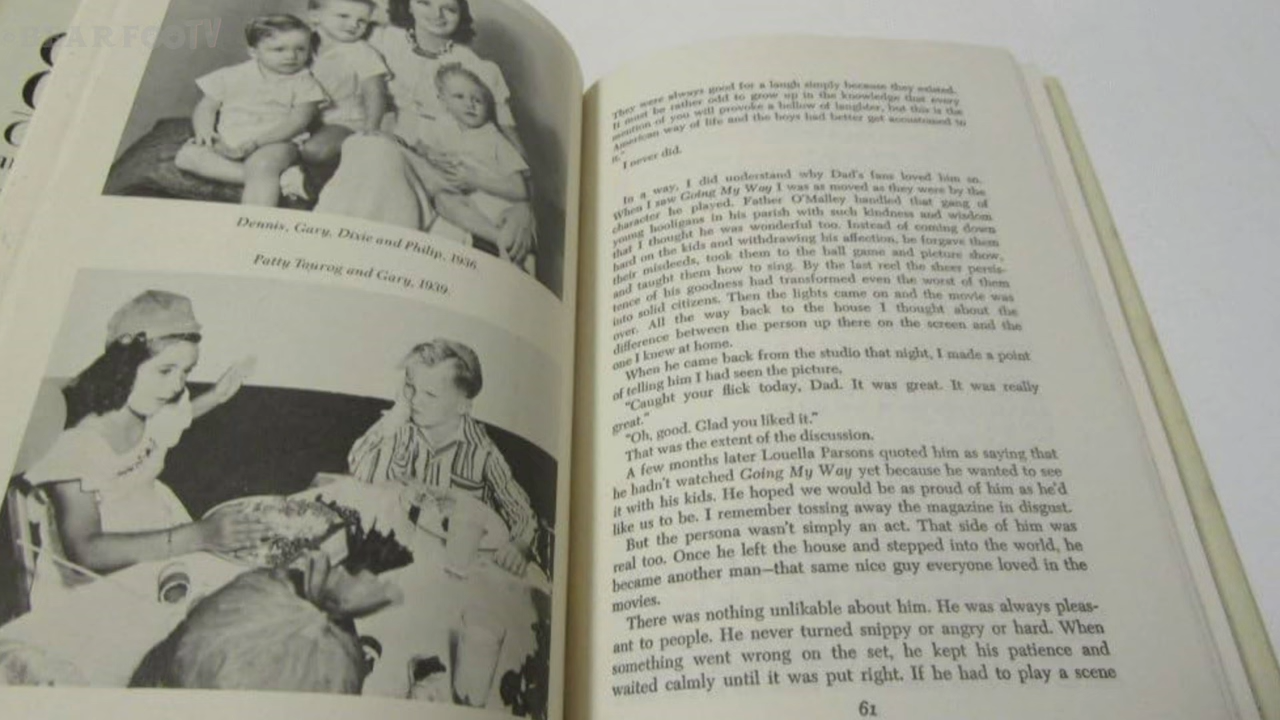 BEARFOOTV
Dennis, Gary, Dixie and Philip, 1936
Patty Taurog and Gary, 1939.
They were always good for a laugh simply because they existed.
It must be rather odd to grow up in the knowledge that every
mention of you will provoke a bellow of laughter, but this is the
American way of life and the boys had better get accustomed to
it."
I never did.
In a way, I did understand why Dad's fans loved him so.
When I saw Going My Way I was as moved as they were by the
character he played. Father O'Malley handled that gang of
young hooligans in his parish with such kindness and wisdom
that I thought he was wonderful too. Instead of coming down
hard on the kids and withdrawing his affection, he forgave them
their misdeeds, took them to the ball game and picture show,
and taught them how to sing. By the last reel the sheer persis-
tence of his goodness had transformed even the worst of them
into solid citizens. Then the lights came on and the movie was
over. All the way back to the house I thought about the
difference between the person up there on the screen and the
one I knew at home.
When he came back from the studio that night, I made a point
of telling him I had seen the picture.
"Caught your flick today, Dad. It was great. It was really
great."
"Oh, good. Glad you liked it."
That was the extent of the discussion.
A few months later Louella Parsons quoted him as saying that
he hadn't watched Going My Way yet because he wanted to see
it with his kids. He hoped we would be as proud of him as he'd
like us to be. I remember tossing away the magazine in disgust.
But the persona wasn't simply an act. That side of him was
real too. Once he left the house and stepped into the world, he
became another man—that same nice guy everyone loved in the
movies.
There was nothing unlikable about him. He was always pleas-
ant to people. He never turned snippy or angry or hard. When
something went wrong on the set, he kept his patience and
waited calmly until it was put right. If he had to play a scene
61